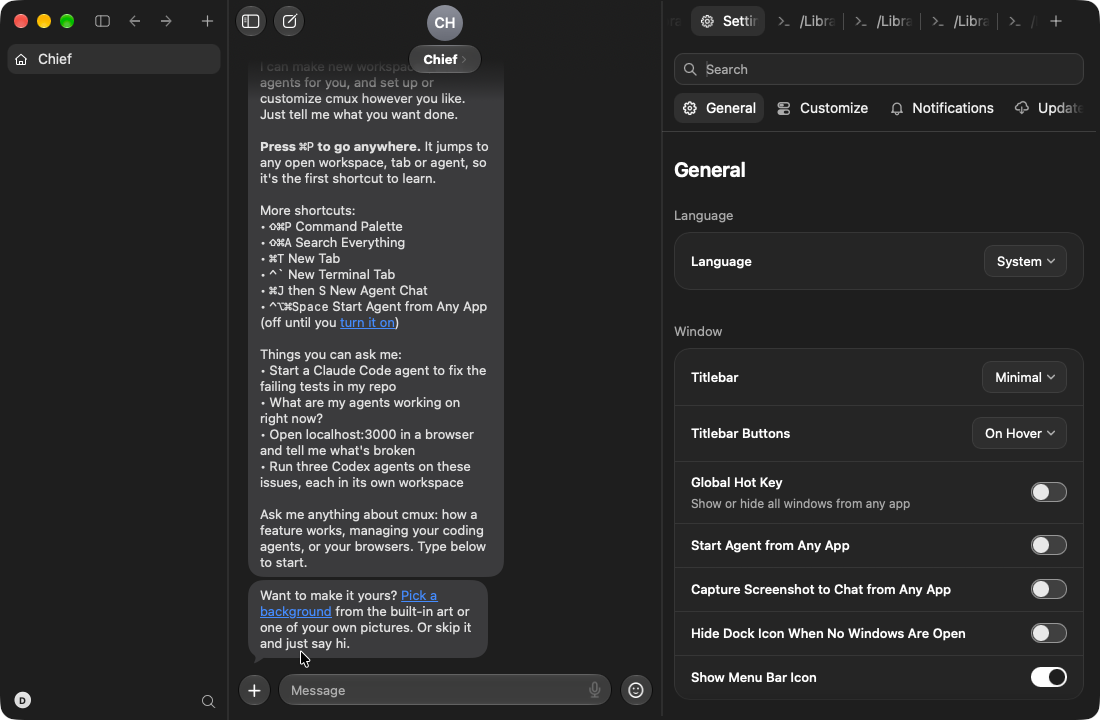 Chief
D
CH
Chief
I can make new workspac
agents for you, and set up or
customize cmux however you like.
Just tell me what you want done.
Press ⌘P to go anywhere. It jumps to
any open workspace, tab or agent, so
it's the first shortcut to learn.
More shortcuts:
• ⇧⌘P Command Palette
• ⇧⌘A Search Everything
• ⌘T New Tab
• ^` New Terminal Tab
• ⌘J then S New Agent Chat
• ^⌥⌘Space Start Agent from Any App
(off until you turn it on)
Things you can ask me:
• Start a Claude Code agent to fix the
failing tests in my repo
• What are my agents working on
right now?
• Open localhost:3000 in a browser
and tell me what's broken
• Run three Codex agents on these
issues, each in its own workspace
Ask me anything about cmux: how a
feature works, managing your coding
agents, or your browsers. Type below
to start.
Want to make it yours? Pick a
background from the built-in art or
one of your own pictures. Or skip it
and just say hi.
Message
Settin
/Libra
/Libra
/Libra
Search
General
Customize
Notifications
Update
General
Language
Language
System
Window
Titlebar
Minimal
Titlebar Buttons
On Hover
Global Hot Key
Show or hide all windows from any app
Start Agent from Any App
Capture Screenshot to Chat from Any App
Hide Dock Icon When No Windows Are Open
Show Menu Bar Icon